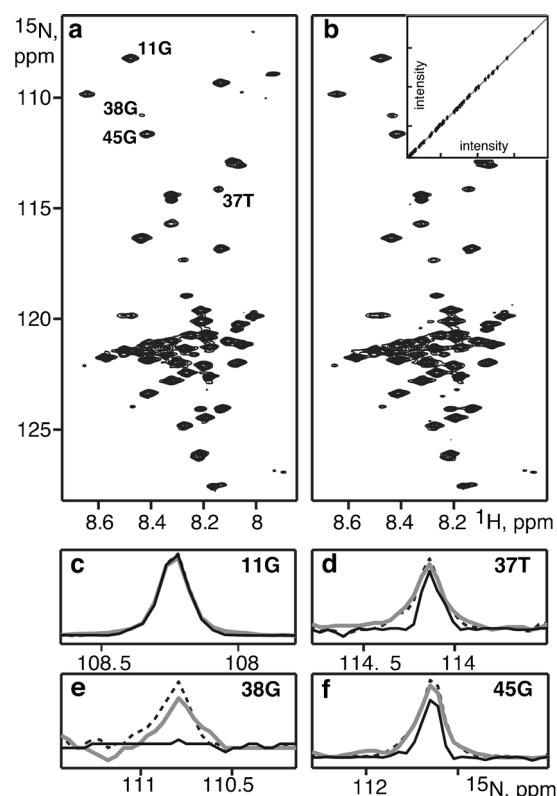 15N,
ppm
a
b
11G
38G
45G
37T
intensity
intensity
110
115
120
125
8.6 8.4 8.2 8
8.6 8.4 8.2 1H, ppm
c 11G
108.5 108
d 37T
114. 5 114
e 38G
111 110.5
f 45G
112 15N, ppm